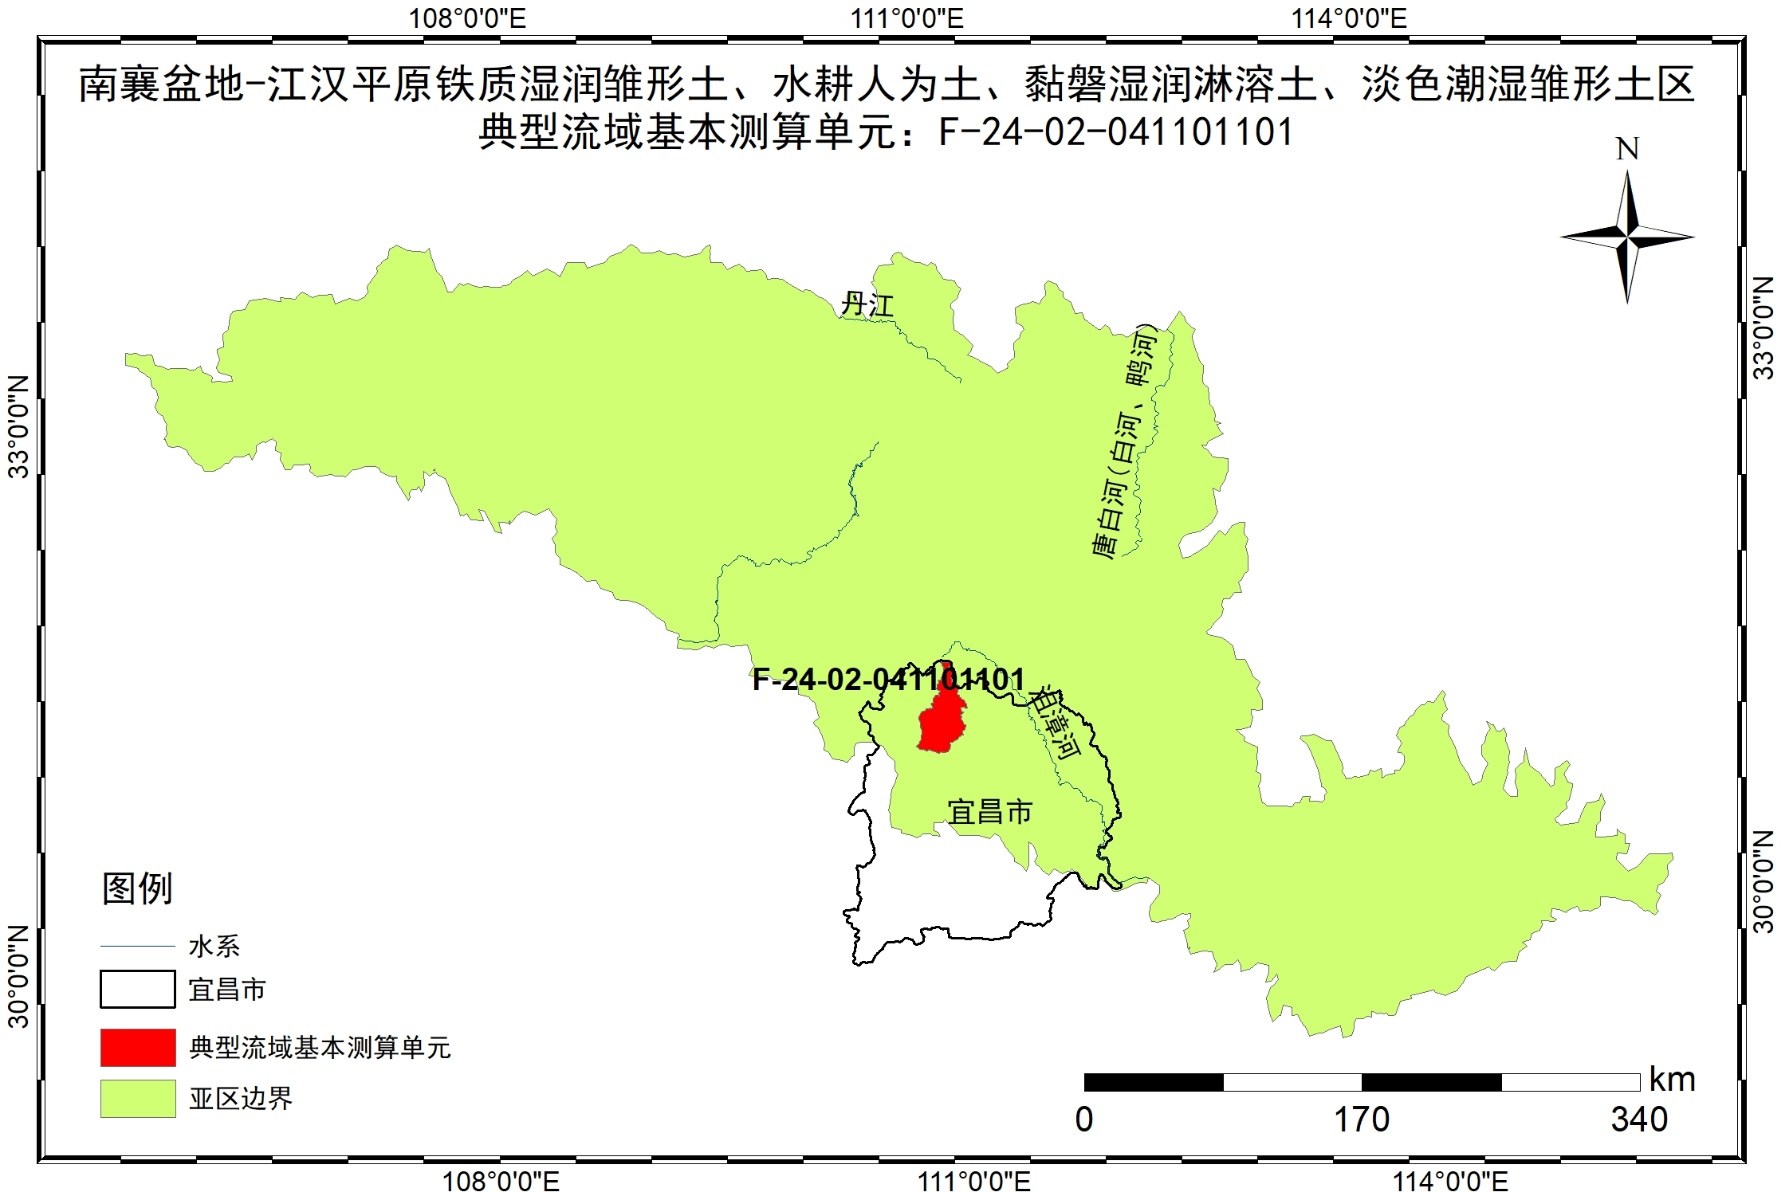 108°0'0"E
111°0'0"E
114°0'0"E
南襄盆地-江汉平原铁质湿润雏形土、水耕人为土、黏磐湿润淋溶土、淡色潮湿雏形土区
典型流域基本测算单元：F-24-02-041101101
N
33°0'0"N
33°0'0"N
丹江
唐白河(白河、鸭河)
F-24-02-041101101
沮漳河
宜昌市
30°0'0"N
30°0'0"N
图例
水系
宜昌市
典型流域基本测算单元
亚区边界
km
0
170
340
108°0'0"E
111°0'0"E
114°0'0"E